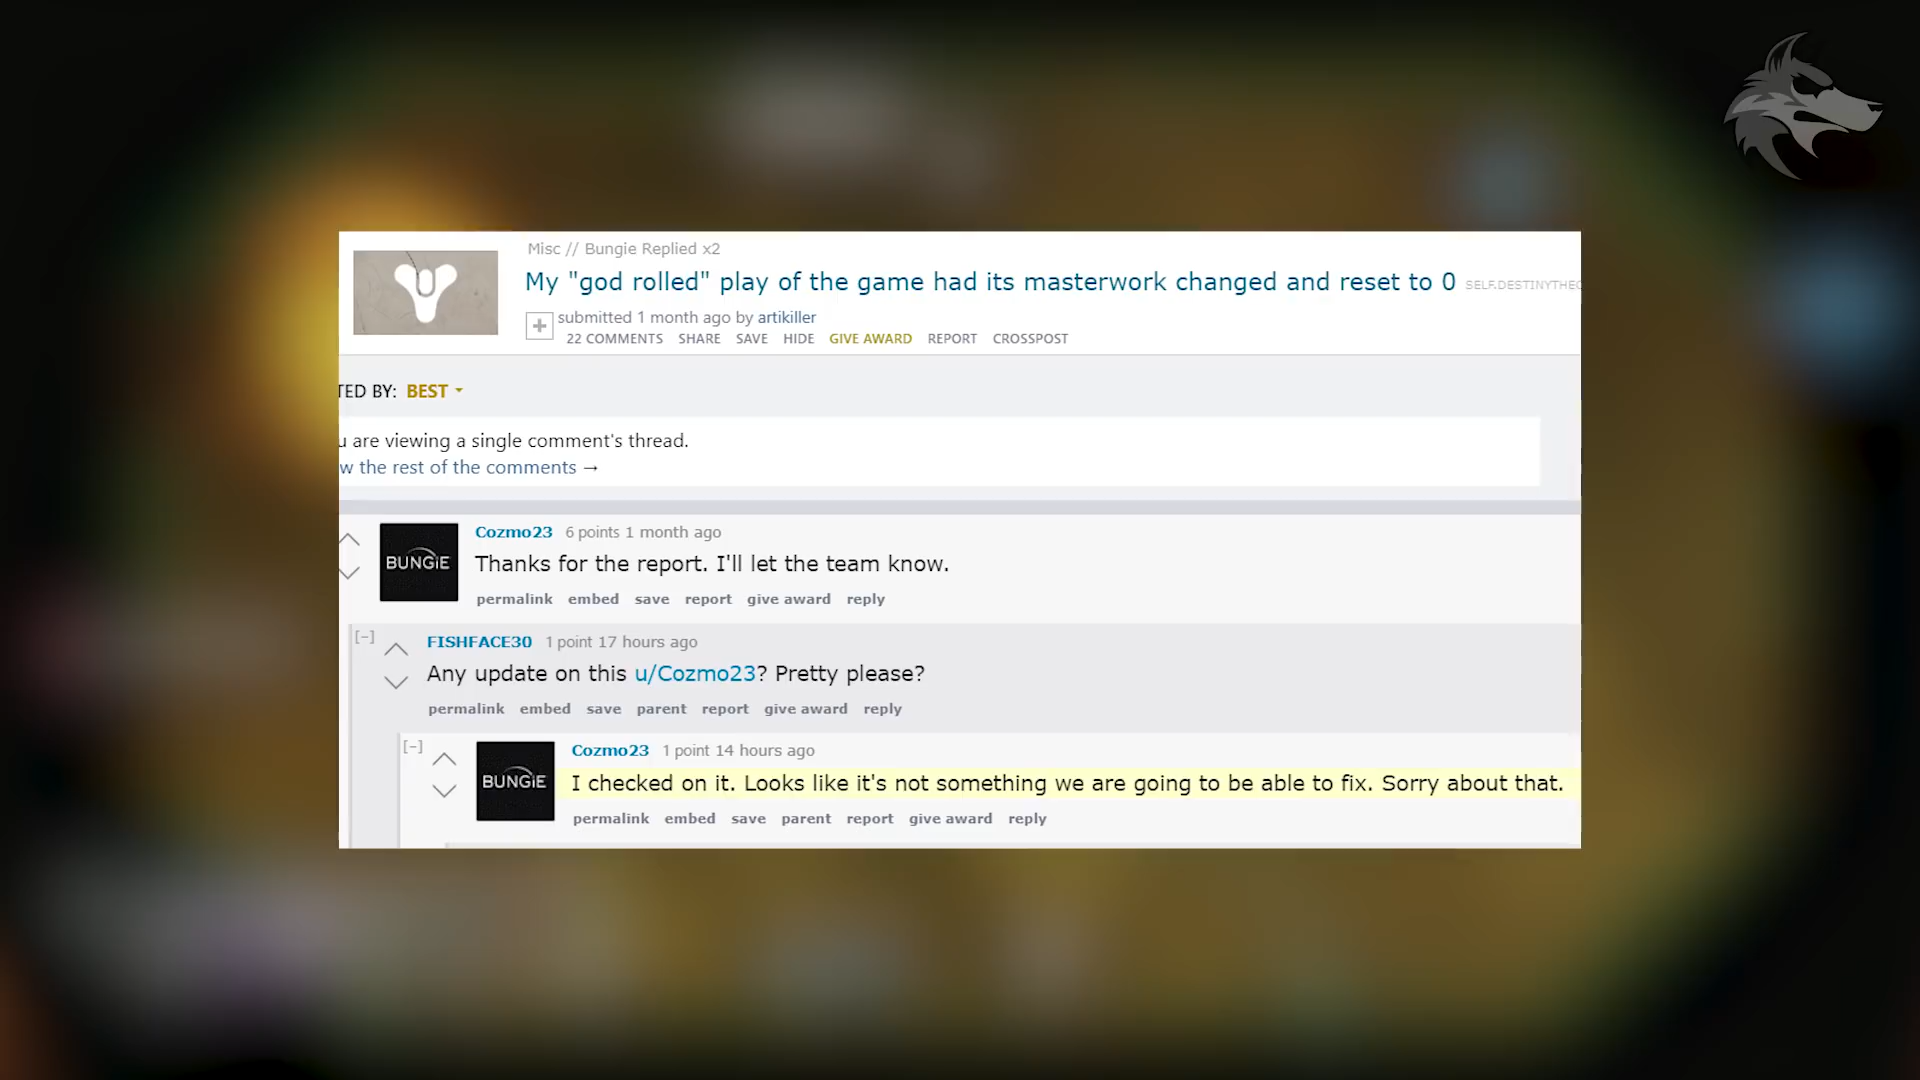 Misc // Bungie Replied x2
My "god rolled" play of the game had its masterwork changed and reset to 0 SELF.DESTINYTHE
submitted 1 month ago by artikiller
22 COMMENTS SHARE SAVE HIDE GIVE AWARD REPORT CROSSPOST
TED BY: BEST
u are viewing a single comment's thread.
w the rest of the comments →
Cozmo23 6 points 1 month ago
BUNGIE
Thanks for the report. I'll let the team know.
permalink embed save report give award reply
[–] FISHFACE30 1 point 17 hours ago
Any update on this u/Cozmo23? Pretty please?
permalink embed save parent report give award reply
[–] Cozmo23 1 point 14 hours ago
BUNGIE
I checked on it. Looks like it's not something we are going to be able to fix. Sorry about that.
permalink embed save parent report give award reply